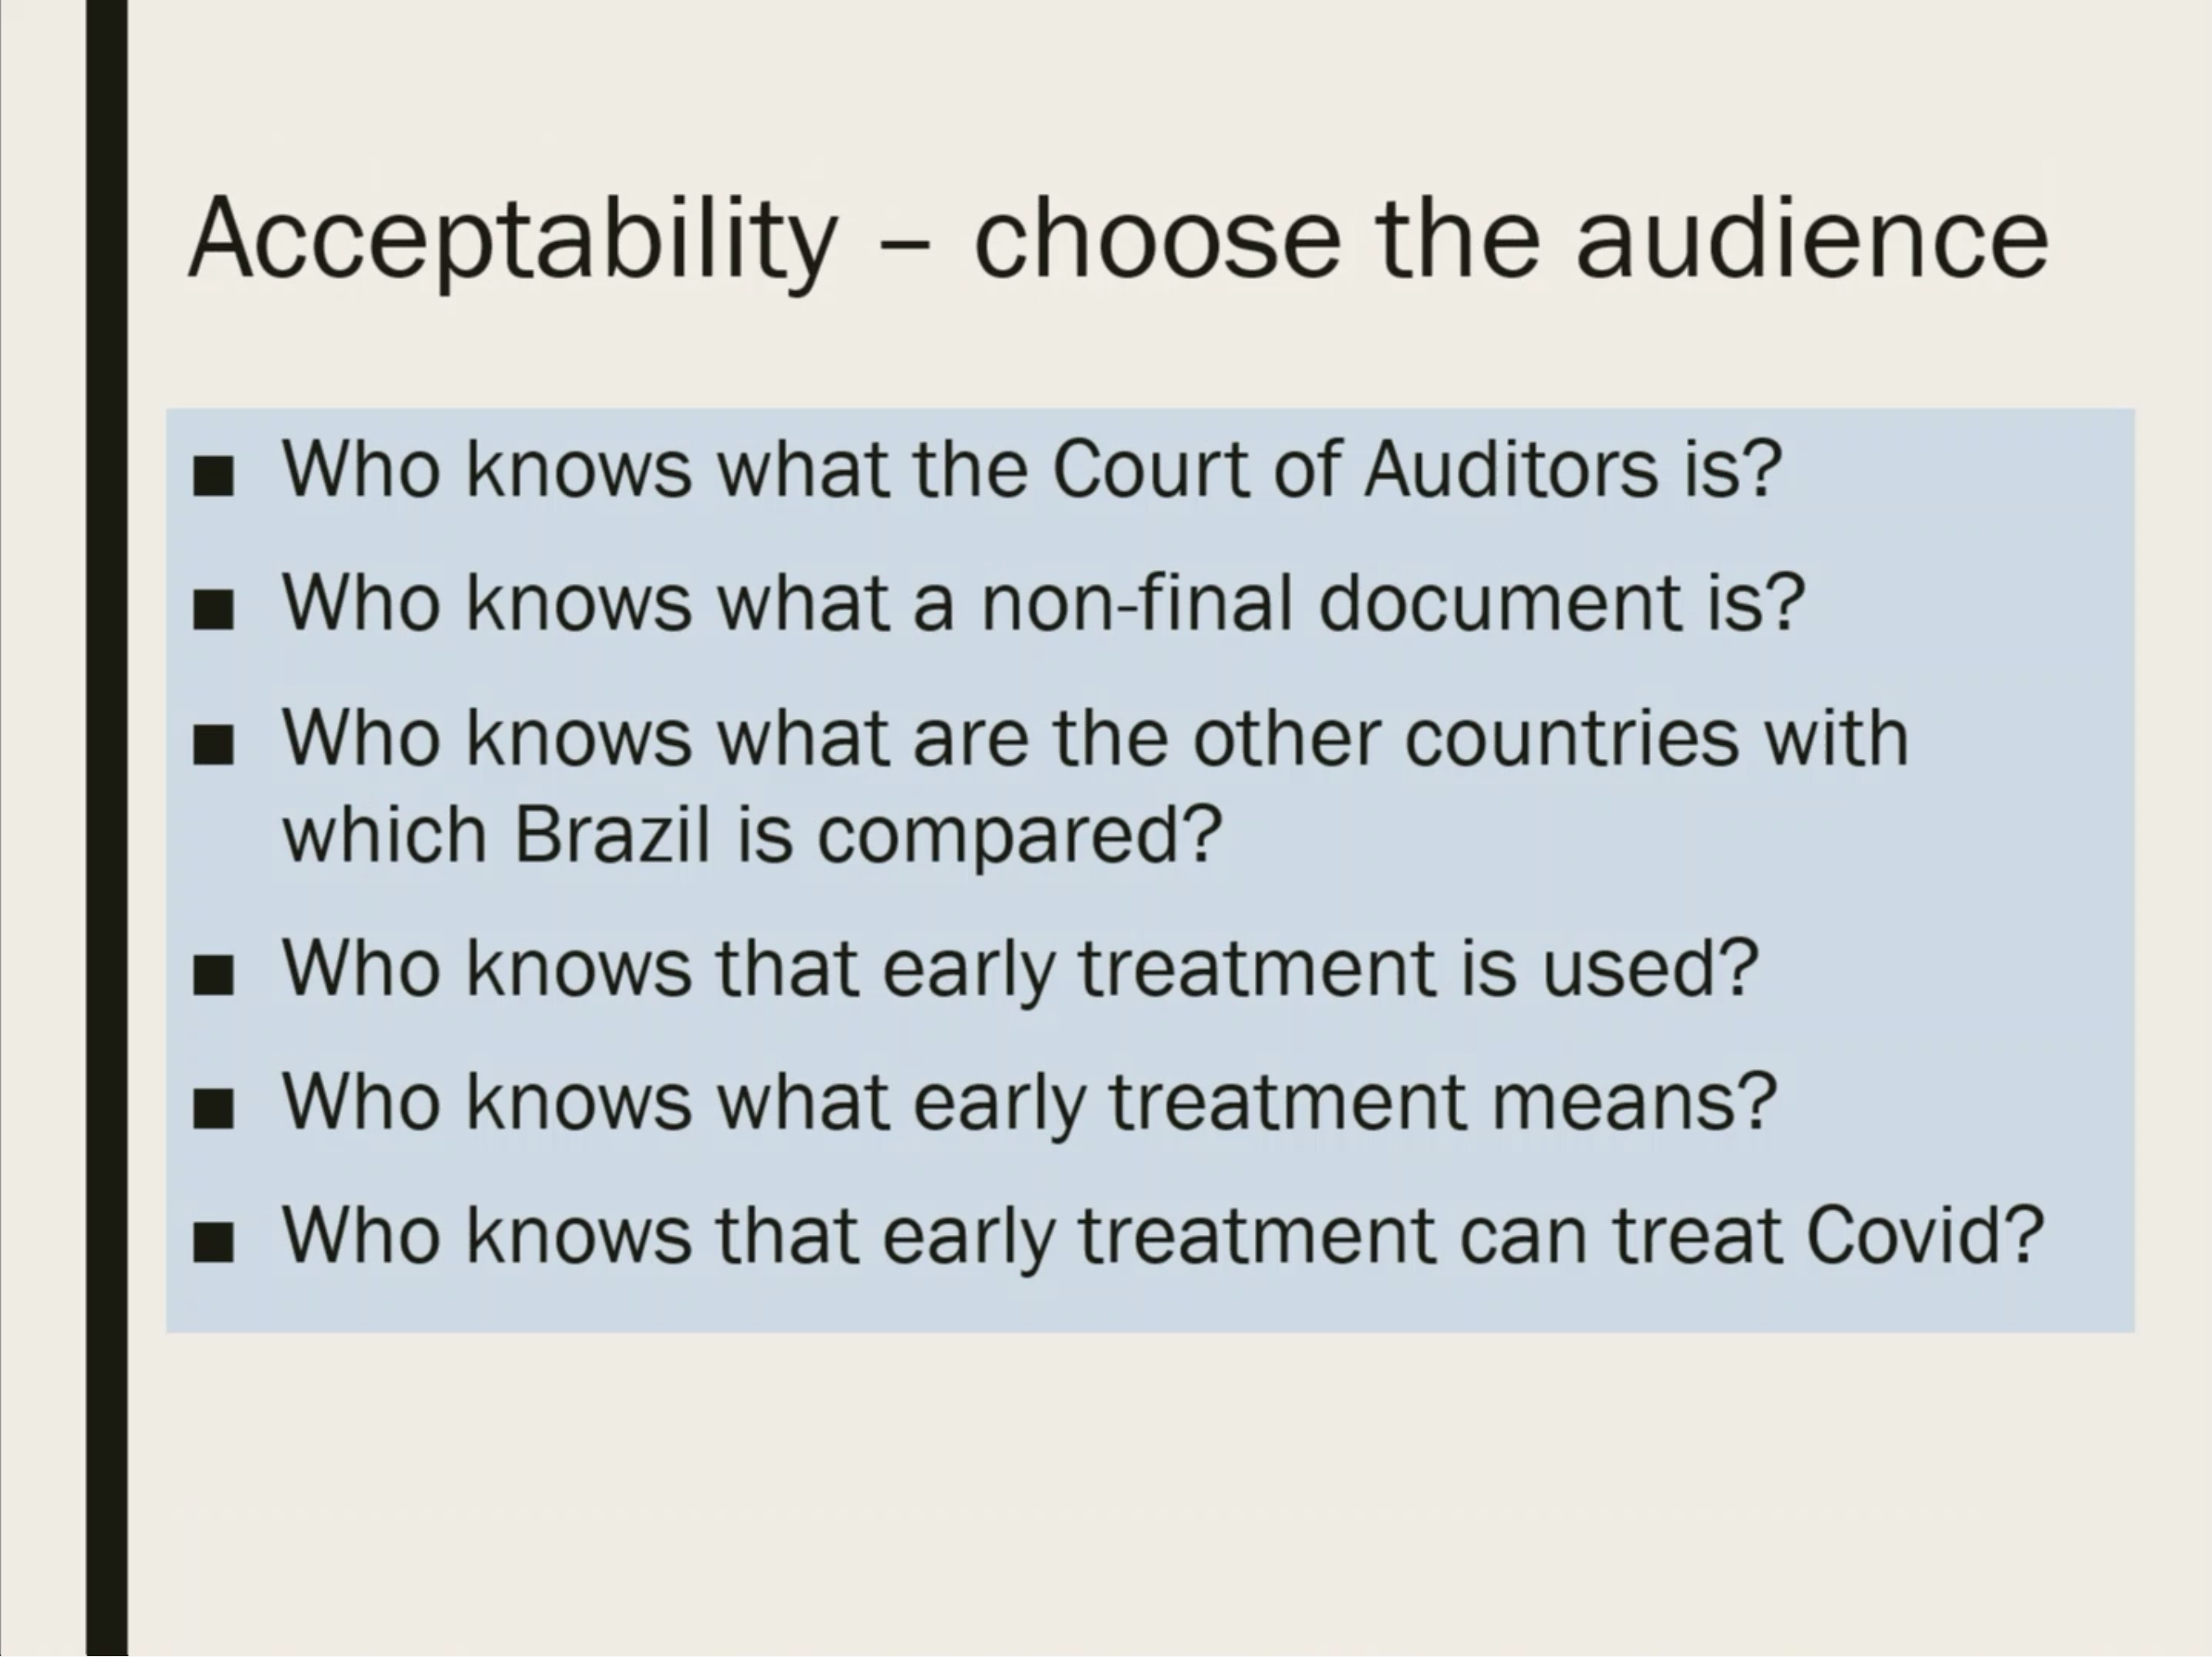 Acceptability – choose the audience
■ Who knows what the Court of Auditors is?
■ Who knows what a non-final document is?
■ Who knows what are the other countries with
which Brazil is compared?
■ Who knows that early treatment is used?
■ Who knows what early treatment means?
■ Who knows that early treatment can treat Covid?